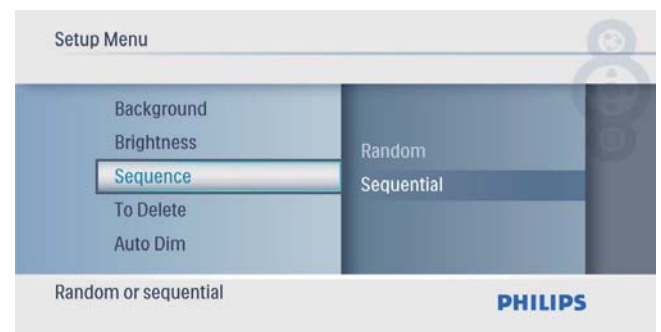 Setup Menu
Background
Brightness
Sequence
To Delete
Auto Dim
Random
Sequential
Random or sequential
PHILIPS